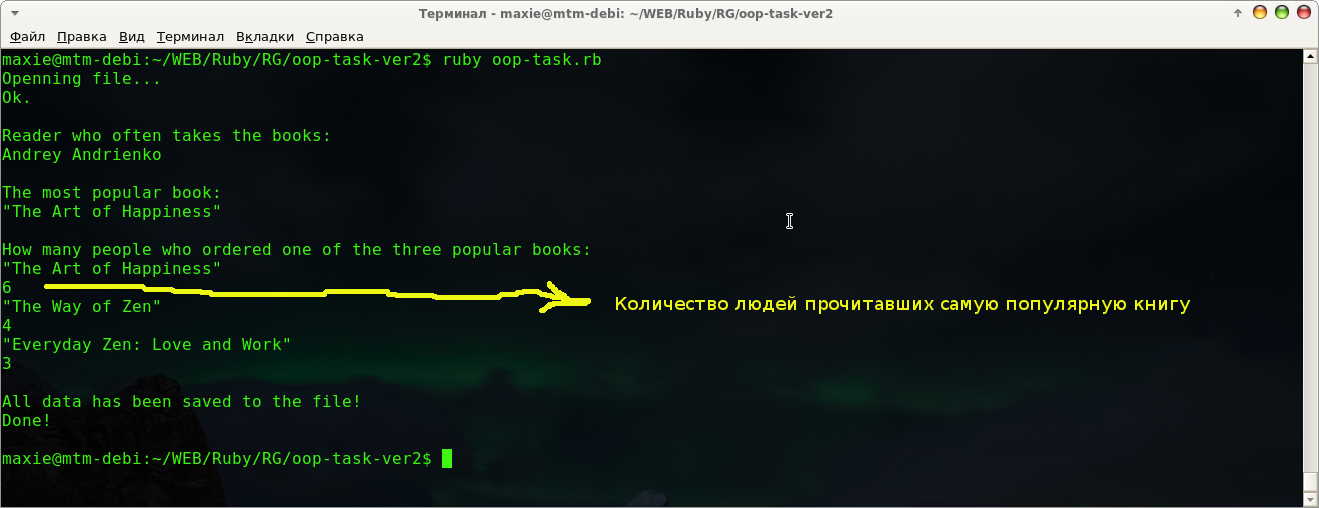 Терминал - maxie@mtm-debi: ~/WEB/Ruby/RG/oop-task-ver2
Файл Правка Вид Терминал Вкладки Справка
maxie@mtm-debi:~/WEB/Ruby/RG/oop-task-ver2$ ruby oop-task.rb
Openning file...
Ok.
Reader who often takes the books:
Andrey Andrienko
The most popular book:
"The Art of Happiness"
How many people who ordered one of the three popular books:
"The Art of Happiness"
6
Количество людей прочитавших самую популярную книгу
"The Way of Zen"
4
"Everyday Zen: Love and Work"
3
All data has been saved to the file!
Done!
maxie@mtm-debi:~/WEB/Ruby/RG/oop-task-ver2$